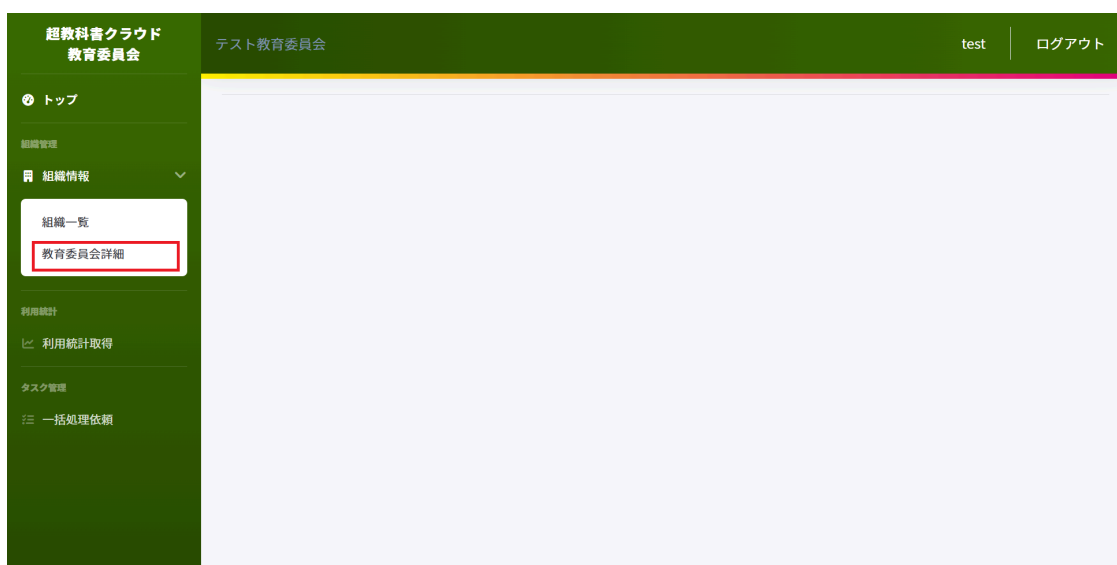 超教科書クラウド
教育委員会
テスト教育委員会
test
ログアウト
トップ
組織管理
組織情報
組織一覧
教育委員会詳細
利用統計
利用統計取得
タスク管理
一括処理依頼